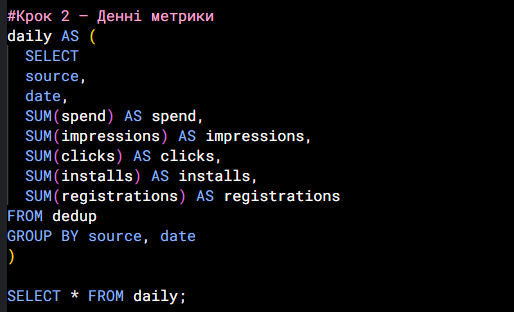 #Крок 2 — Денні метрики
daily AS (
  SELECT
  source,
  date,
  SUM(spend) AS spend,
  SUM(impressions) AS impressions,
  SUM(clicks) AS clicks,
  SUM(installs) AS installs,
  SUM(registrations) AS registrations
FROM dedup
GROUP BY source, date
)

SELECT * FROM daily;